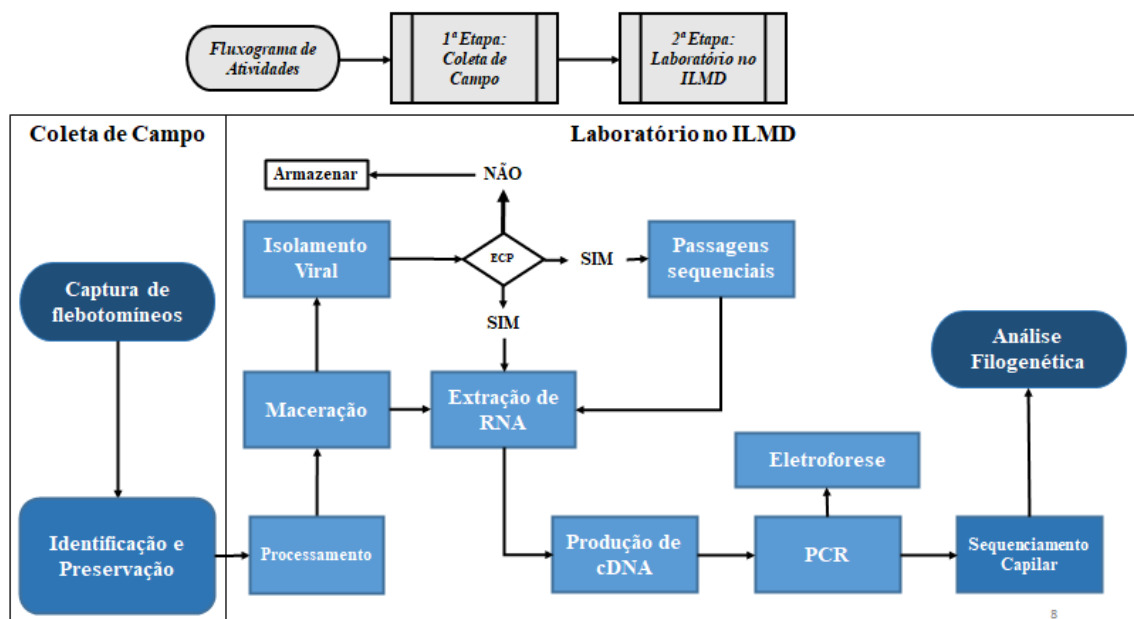 Fluxograma de
Atividades
1ª Etapa:
Coleta de
Campo
2ª Etapa:
Laboratório no
ILMD
Coleta de Campo
Laboratório no ILMD
Armazenar
NÃO
Isolamento
Viral
ECP
SIM
Passagens
sequenciais
SIM
Captura de
flebotomíneos
Análise
Filogenética
Maceração
Extração de
RNA
Eletroforese
Identificação e
Preservação
Processamento
Produção de
cDNA
PCR
Sequenciamento
Capilar
8